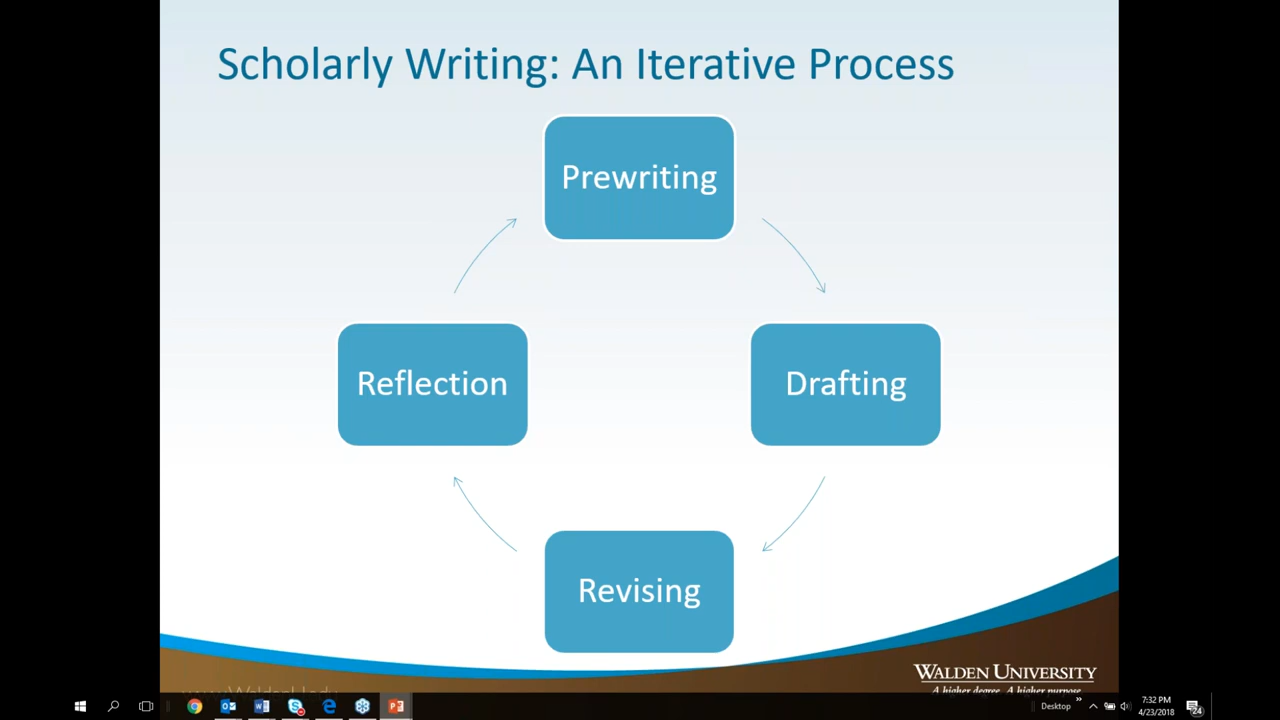 Scholarly Writing: An Iterative Process
Prewriting
Reflection
Drafting
Revising
WALDEN UNIVERSITY
A higher degree. A higher purpose.
Desktop
7:32 PM
4/23/2018
24